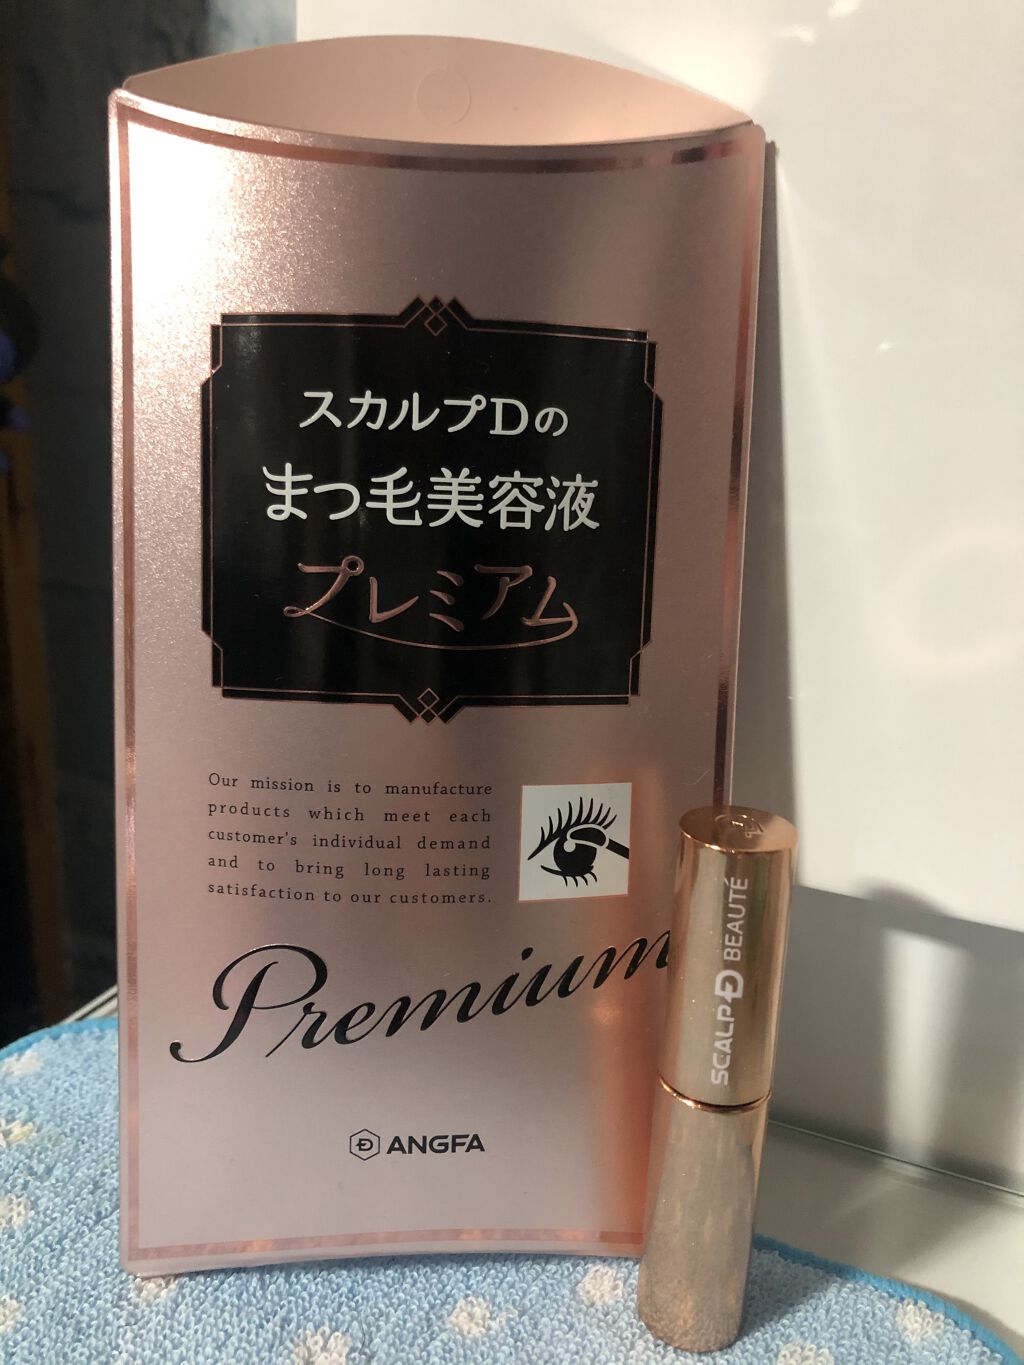 スカルプDの
まつ毛美容液
プレミアム
Our mission is to manufacture
products which meet each
customer's individual demand
and to bring long lasting
satisfaction to our customers.
Premium
ANGFA
SCALP D BEAUTÉ